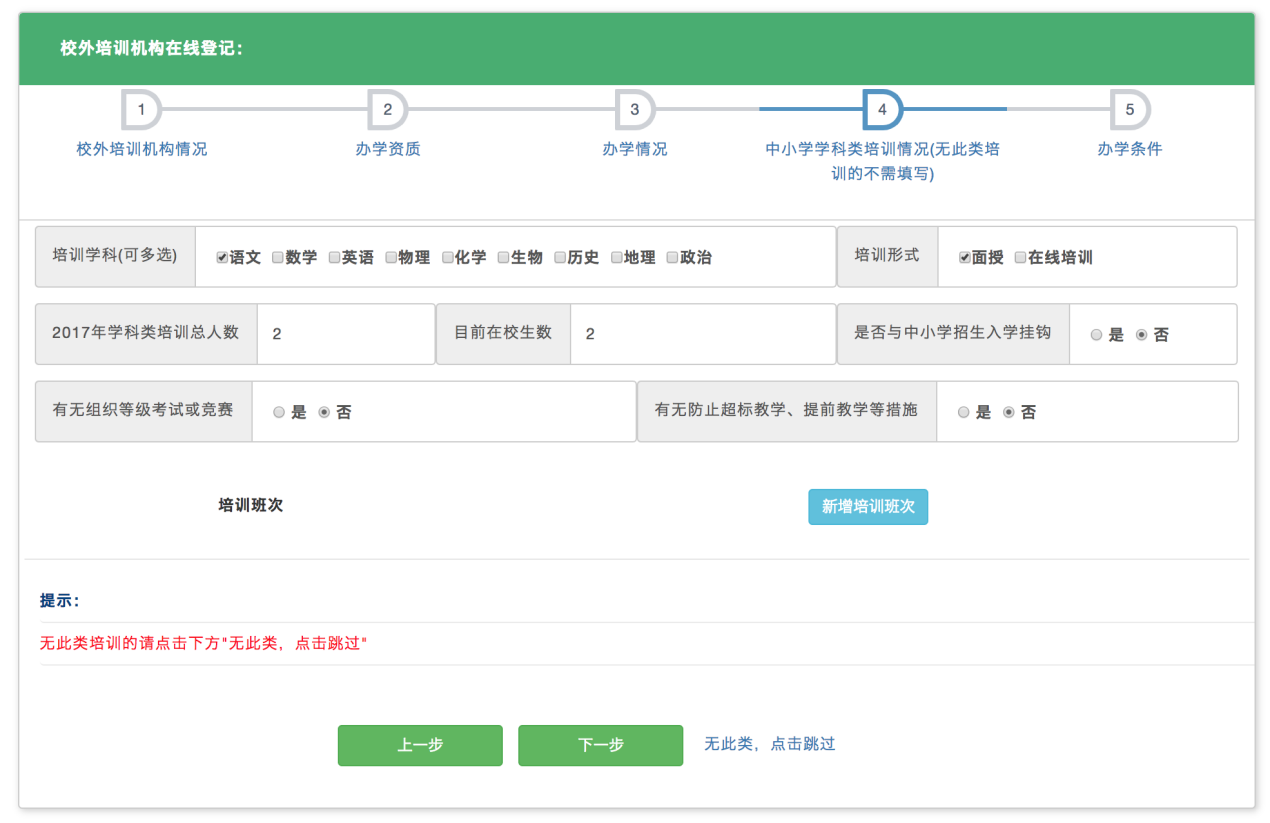 校外培训机构在线登记：
1 2 3 4 5
校外培训机构情况 办学资质 办学情况 中小学学科类培训情况(无此类培 办学条件
训的不需填写)
培训学科(可多选) 语文 数学 英语 物理 化学 生物 历史 地理 政治 培训形式 面授 在线培训
2017年学科类培训总人数 2 目前在校生数 2 是否与中小学招生入学挂钩 是 否
有无组织等级考试或竞赛 是 否 有无防止超标教学、提前教学等措施 是 否
培训班次 新增培训班次
提示：
无此类培训的请点击下方"无此类，点击跳过"
上一步 下一步 无此类，点击跳过